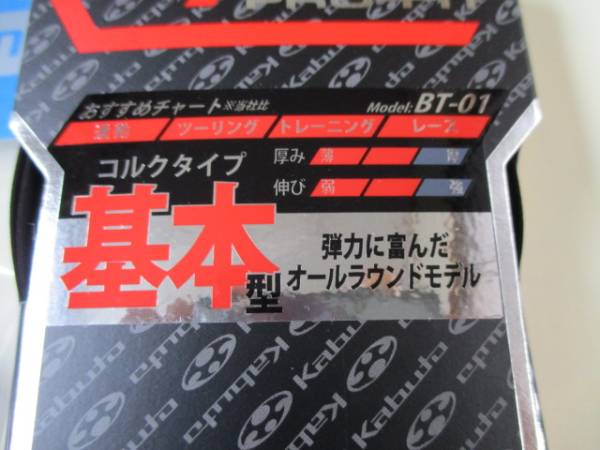 PRO FIT
おすすめチャート※当社比 Model:BT-01
通勤 ツーリング トレーニング レース
コルクタイプ 厚み 薄 厚
伸び 弱 強
基本型
弾力に富んだ
オールラウンドモデル
Kabuto